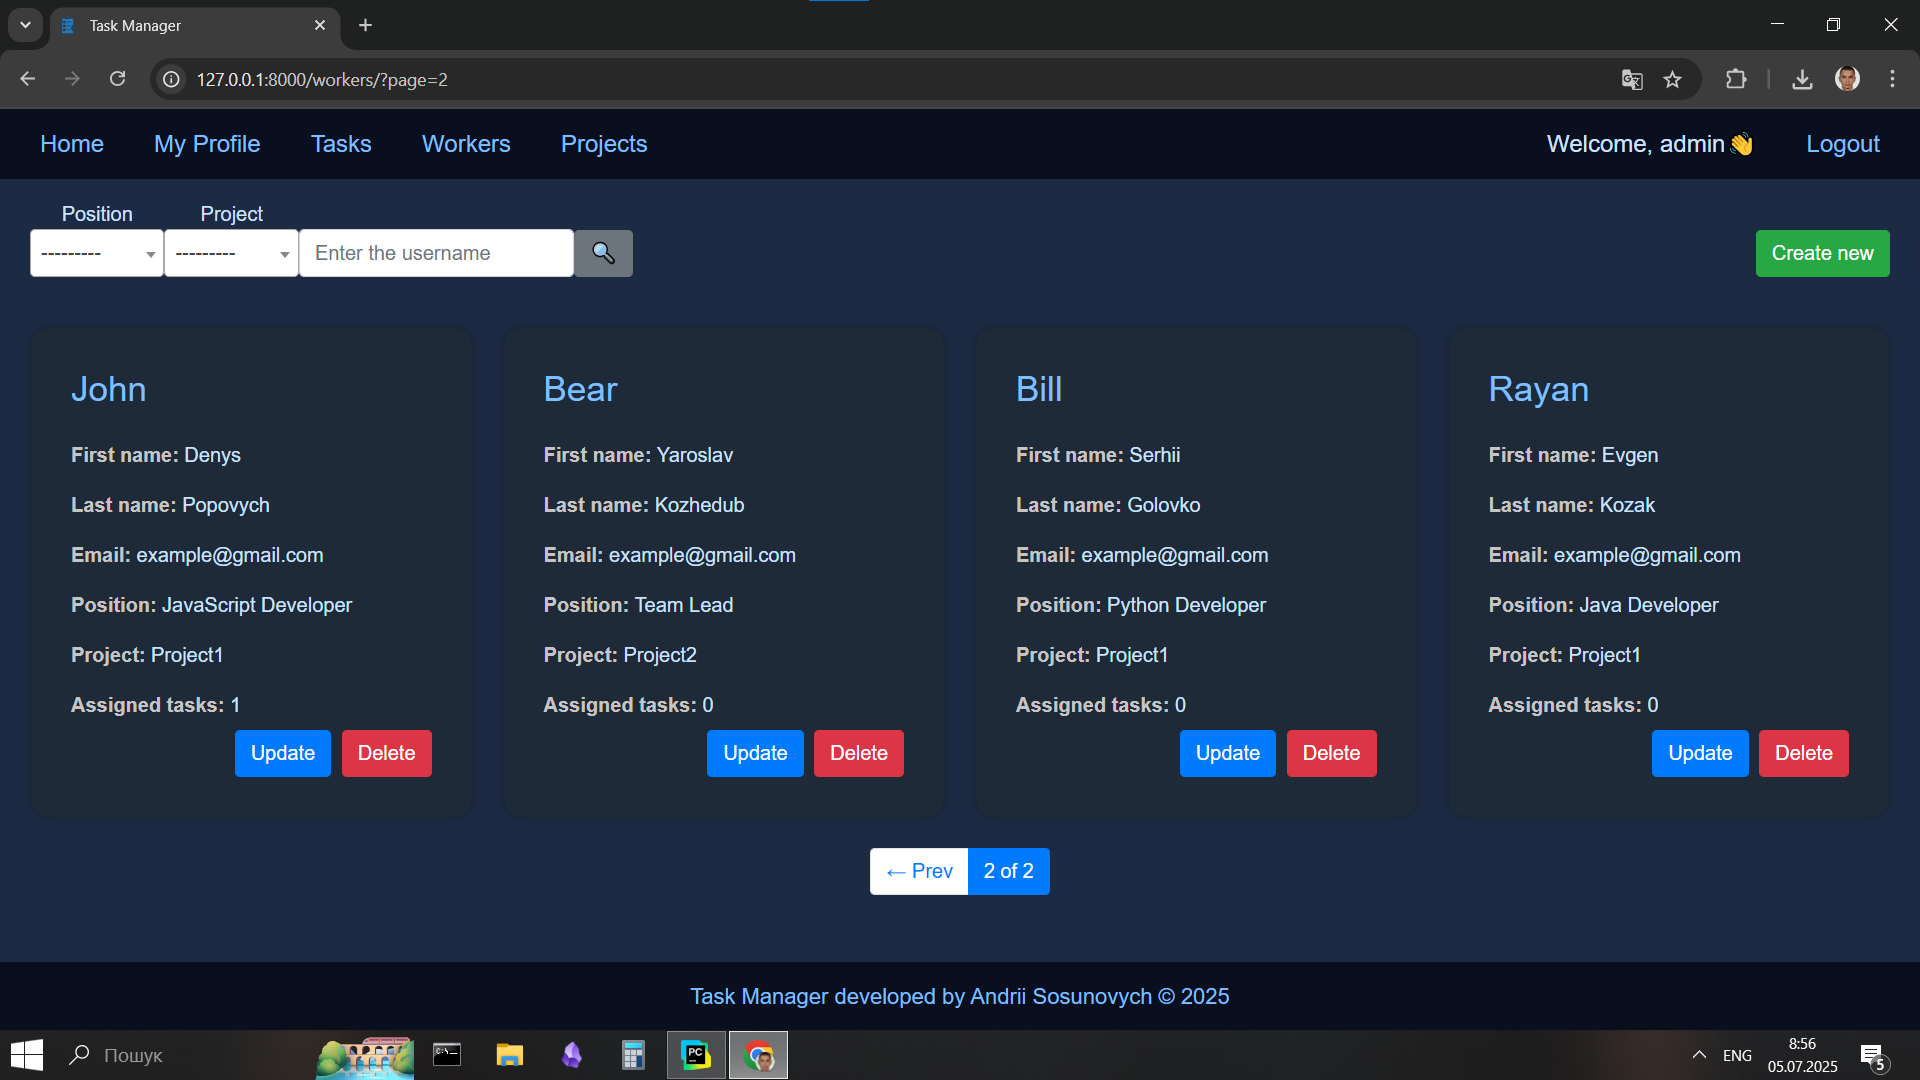 Task Manager
127.0.0.1:8000/workers/?page=2
Home My Profile Tasks Workers Projects Welcome, admin👋 Logout
Position Project
--------- --------- Enter the username 🔍 Create new
John
First name: Denys
Last name: Popovych
Email: example@gmail.com
Position: JavaScript Developer
Project: Project1
Assigned tasks: 1
Update Delete
Bear
First name: Yaroslav
Last name: Kozhedub
Email: example@gmail.com
Position: Team Lead
Project: Project2
Assigned tasks: 0
Update Delete
Bill
First name: Serhii
Last name: Golovko
Email: example@gmail.com
Position: Python Developer
Project: Project1
Assigned tasks: 0
Update Delete
Rayan
First name: Evgen
Last name: Kozak
Email: example@gmail.com
Position: Java Developer
Project: Project1
Assigned tasks: 0
Update Delete
← Prev 2 of 2
Task Manager developed by Andrii Sosunovych © 2025
Пошук
PC
ENG
8:56
05.07.2025
5